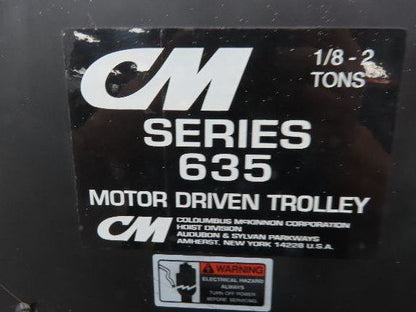 CM
1/8 - 2
TONS
SERIES
635
MOTOR DRIVEN TROLLEY
CM
COLOUMBUS MCKINNON CORPORATION
HOIST DIVISION
AUDUBON & SYLVAN PARKWAYS
AMHERST, NEW YORK 14228 U.S.A.
WARNING
ELECTRICAL HAZARD
ALWAYS
TURN OFF POWER
BEFORE SERVICING